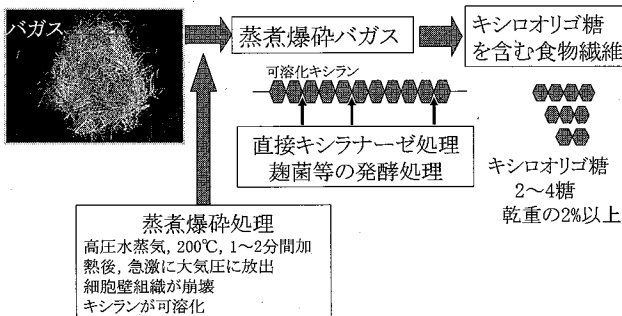 バガス
蒸煮爆砕バガス
キシロオリゴ糖
を含む食物繊維
可溶化キシラン
直接キシラナーゼ処理
麹菌等の発酵処理
キシロオリゴ糖
2～4糖
乾重の2%以上
蒸煮爆砕処理
高圧水蒸気, 200℃, 1～2分間加
熱後, 急激に大気圧に放出
細胞壁組織が崩壊
キシランが可溶化